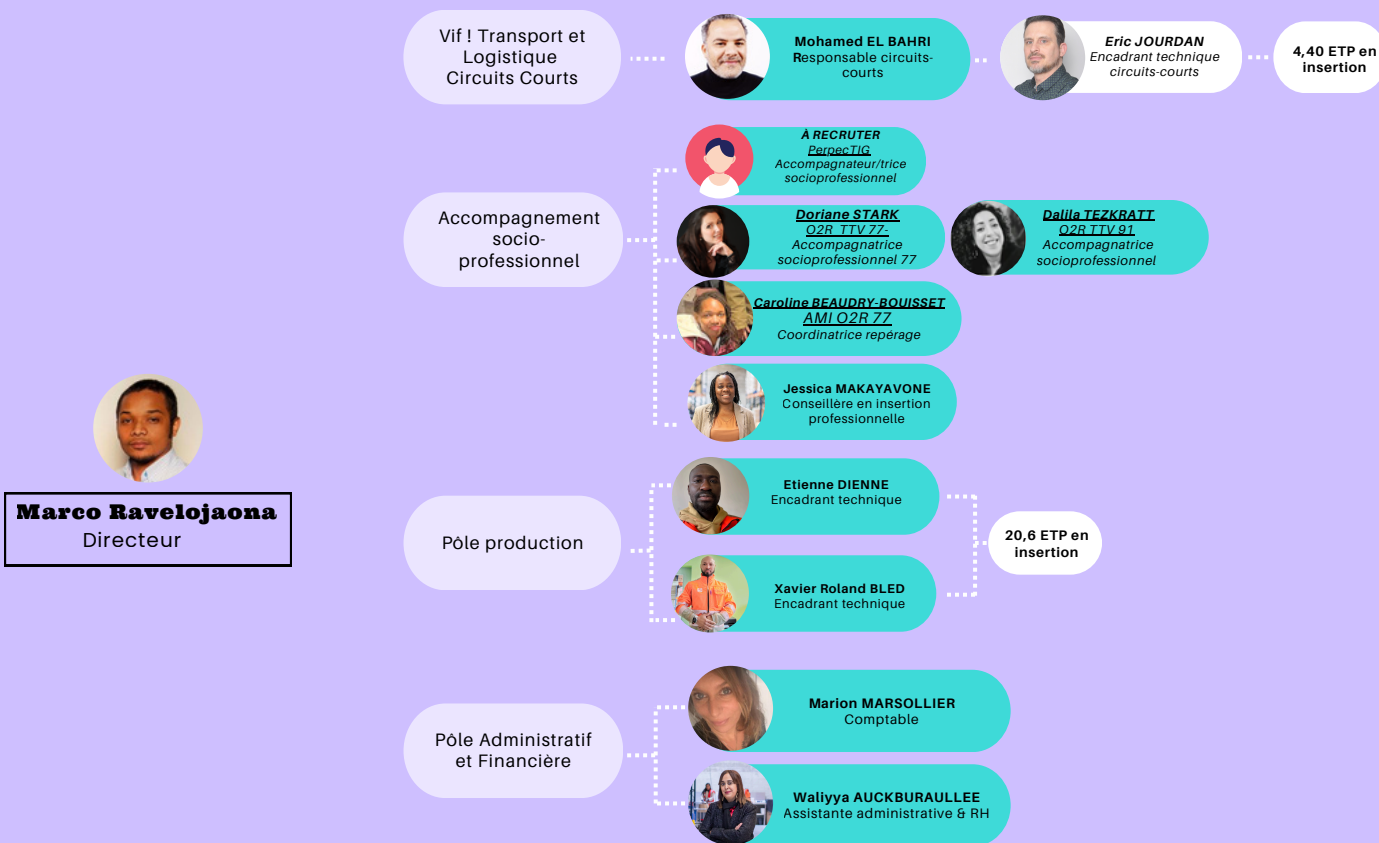 Vif ! Transport et
Logistique
Circuits Courts
Mohamed EL BAHRI
Responsable circuits-
courts
Eric JOURDAN
Encadrant technique
circuits-courts
4,40 ETP en
insertion
À RECRUTER
PerpecTIG
Accompagnateur/trice
socioprofessionnel
Accompagnement
socio-
professionnel
Doriane STARK
O2R TTV 77-
Accompagnatrice
socioprofessionnel 77
Dalila TEZKRATT
O2R TTV 91
Accompagnatrice
socioprofessionnel
Caroline BEAUDRY-BOUISSET
AMI O2R 77
Coordinatrice repérage
Jessica MAKAYAVONE
Conseillère en insertion
professionnelle
Marco Ravelojaona
Directeur
Pôle production
Etienne DIENNE
Encadrant technique
Xavier Roland BLED
Encadrant technique
20,6 ETP en
insertion
Pôle Administratif
et Financière
Marion MARSOLLIER
Comptable
Waliyya AUCKBURAULLEE
Assistante administrative & RH